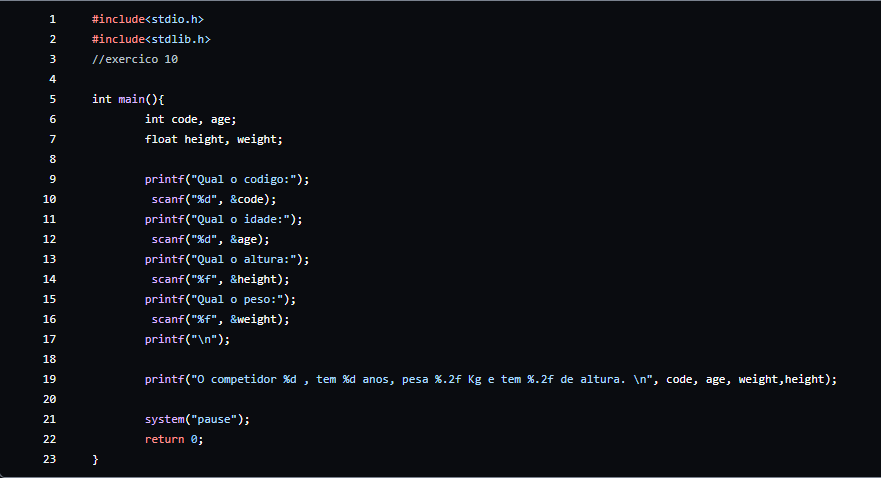 1 #include<stdio.h>
2 #include<stdlib.h>
3 //exercico 10
4
5 int main(){
6 int code, age;
7 float height, weight;
8
9 printf("Qual o codigo:");
10 scanf("%d", &code);
11 printf("Qual o idade:");
12 scanf("%d", &age);
13 printf("Qual o altura:");
14 scanf("%f", &height);
15 printf("Qual o peso:");
16 scanf("%f", &weight);
17 printf("\n");
18
19 printf("O competidor %d , tem %d anos, pesa %.2f Kg e tem %.2f de altura. \n", code, age, weight,height);
20
21 system("pause");
22 return 0;
23 }